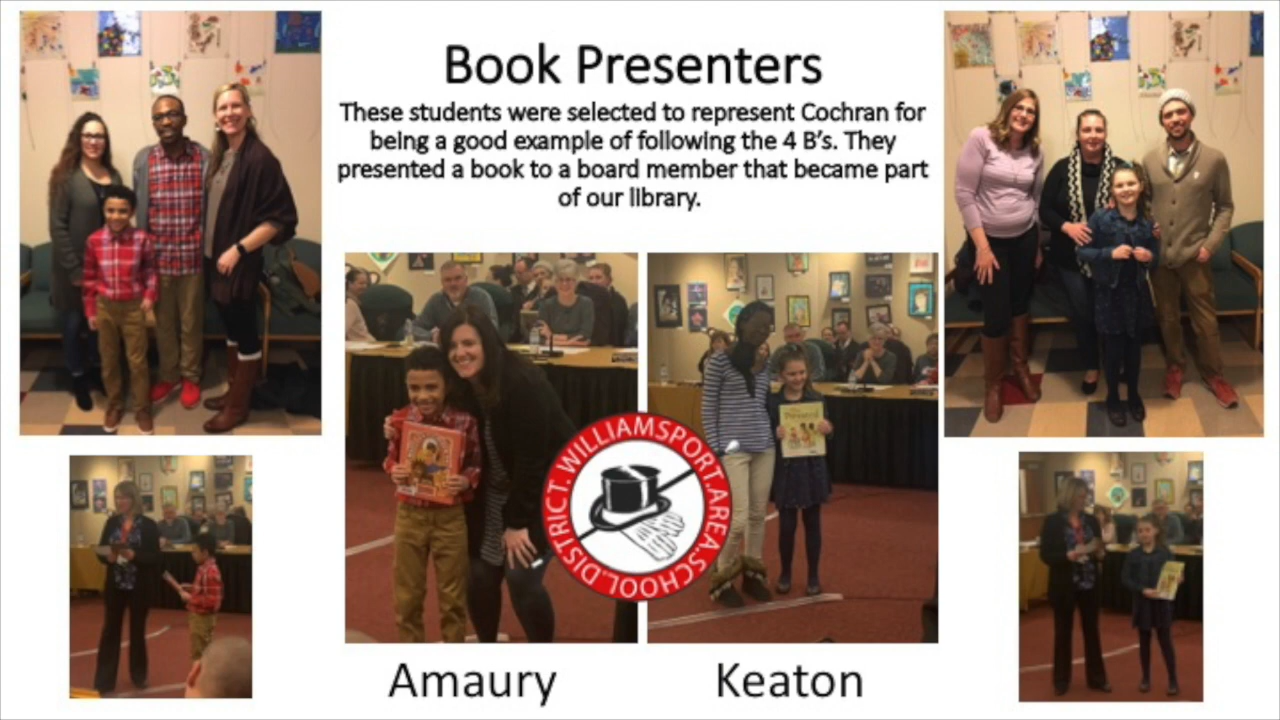 Book Presenters
These students were selected to represent Cochran for
being a good example of following the 4 B's. They
presented a book to a board member that became part
of our library.
WILLIAMSPORT.AREA.SCHOOL.DISTRICT.
Amaury
Keaton